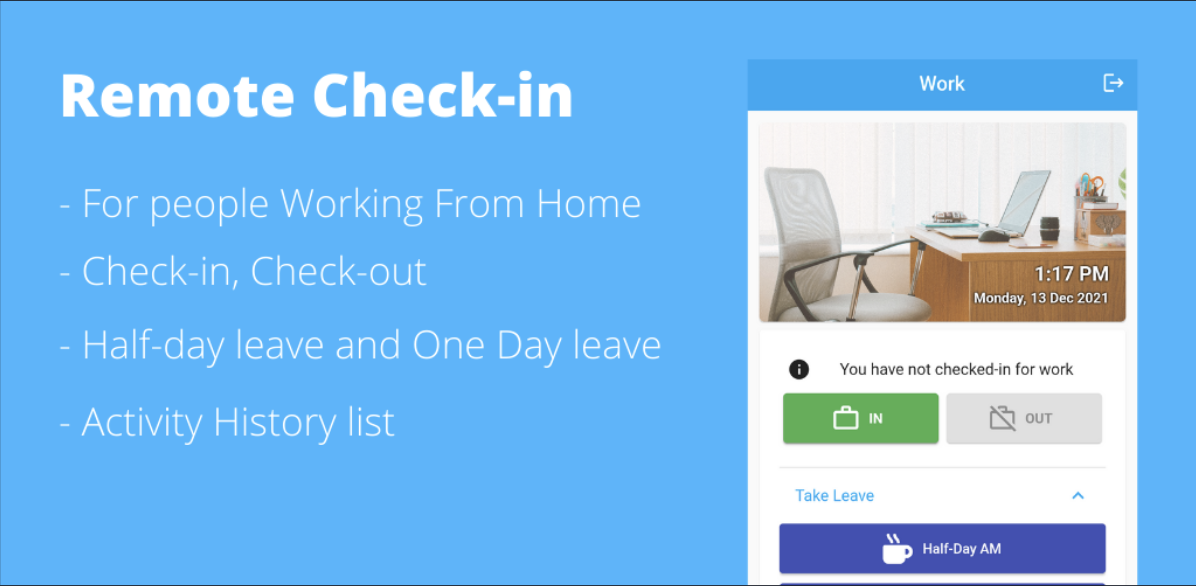 Remote Check-in
- For people Working From Home
- Check-in, Check-out
- Half-day leave and One Day leave
- Activity History list
Work
1:17 PM
Monday, 13 Dec 2021
You have not checked-in for work
IN
OUT
Take Leave
Half-Day AM